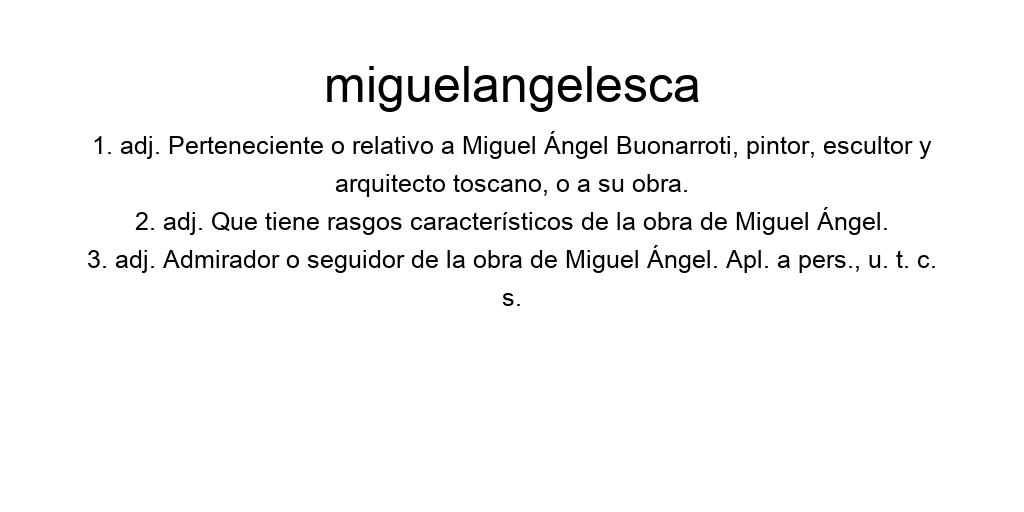 miguelangelesca
1. adj. Perteneciente o relativo a Miguel Ángel Buonarroti, pintor, escultor y
arquitecto toscano, o a su obra.
2. adj. Que tiene rasgos característicos de la obra de Miguel Ángel.
3. adj. Admirador o seguidor de la obra de Miguel Ángel. Apl. a pers., u. t. c.
s.